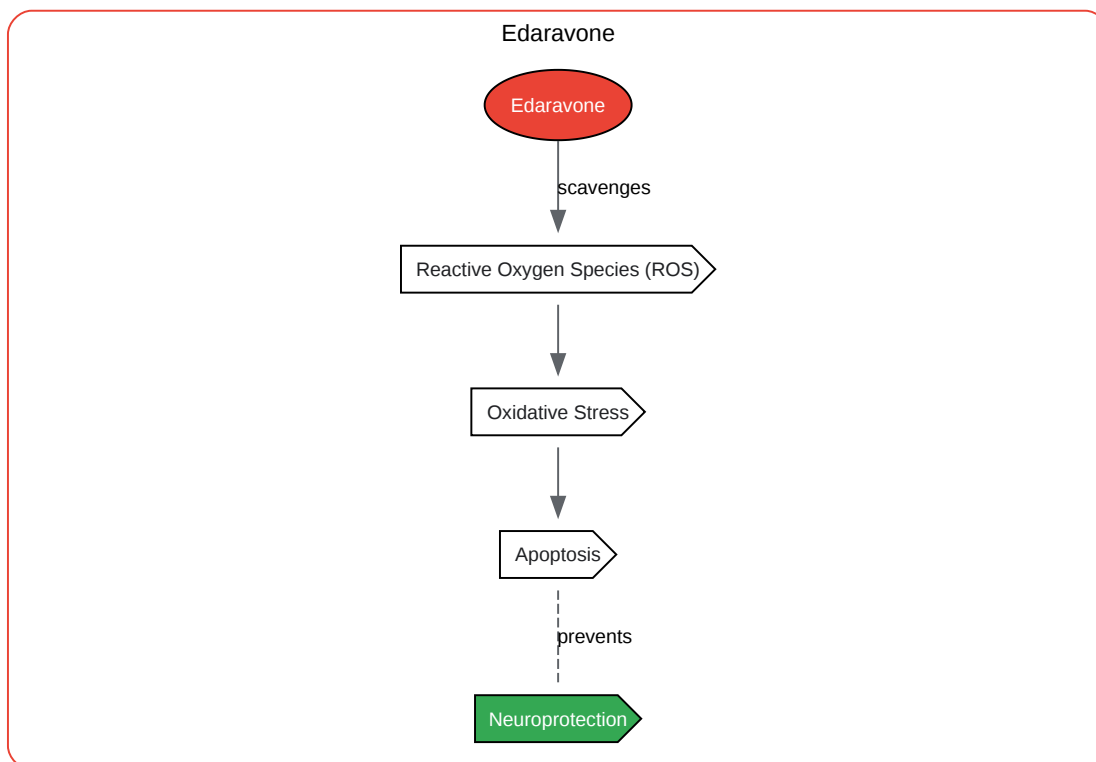 Edaravone
Edaravone
scavenges
Reactive Oxygen Species (ROS)
Oxidative Stress
Apoptosis
prevents
Neuroprotection